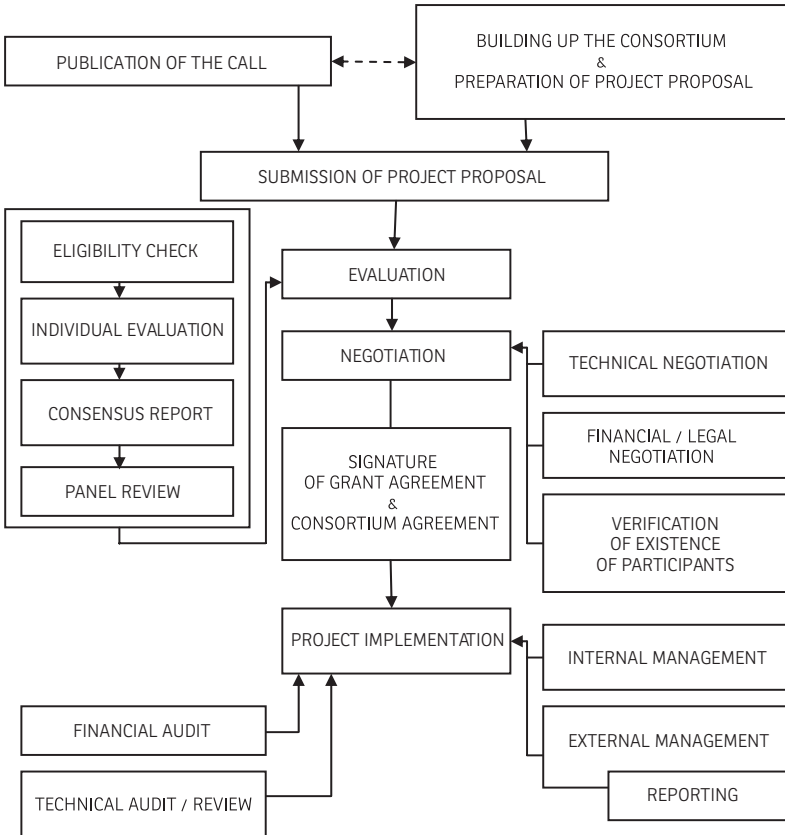 PUBLICATION OF THE CALL
BUILDING UP THE CONSORTIUM
&
PREPARATION OF PROJECT PROPOSAL
SUBMISSION OF PROJECT PROPOSAL
ELIGIBILITY CHECK
INDIVIDUAL EVALUATION
CONSENSUS REPORT
PANEL REVIEW
EVALUATION
NEGOTIATION
TECHNICAL NEGOTIATION
FINANCIAL / LEGAL
NEGOTIATION
VERIFICATION
OF EXISTENCE
OF PARTICIPANTS
SIGNATURE
OF GRANT AGREEMENT
&
CONSORTIUM AGREEMENT
PROJECT IMPLEMENTATION
INTERNAL MANAGEMENT
EXTERNAL MANAGEMENT
REPORTING
FINANCIAL AUDIT
TECHNICAL AUDIT / REVIEW